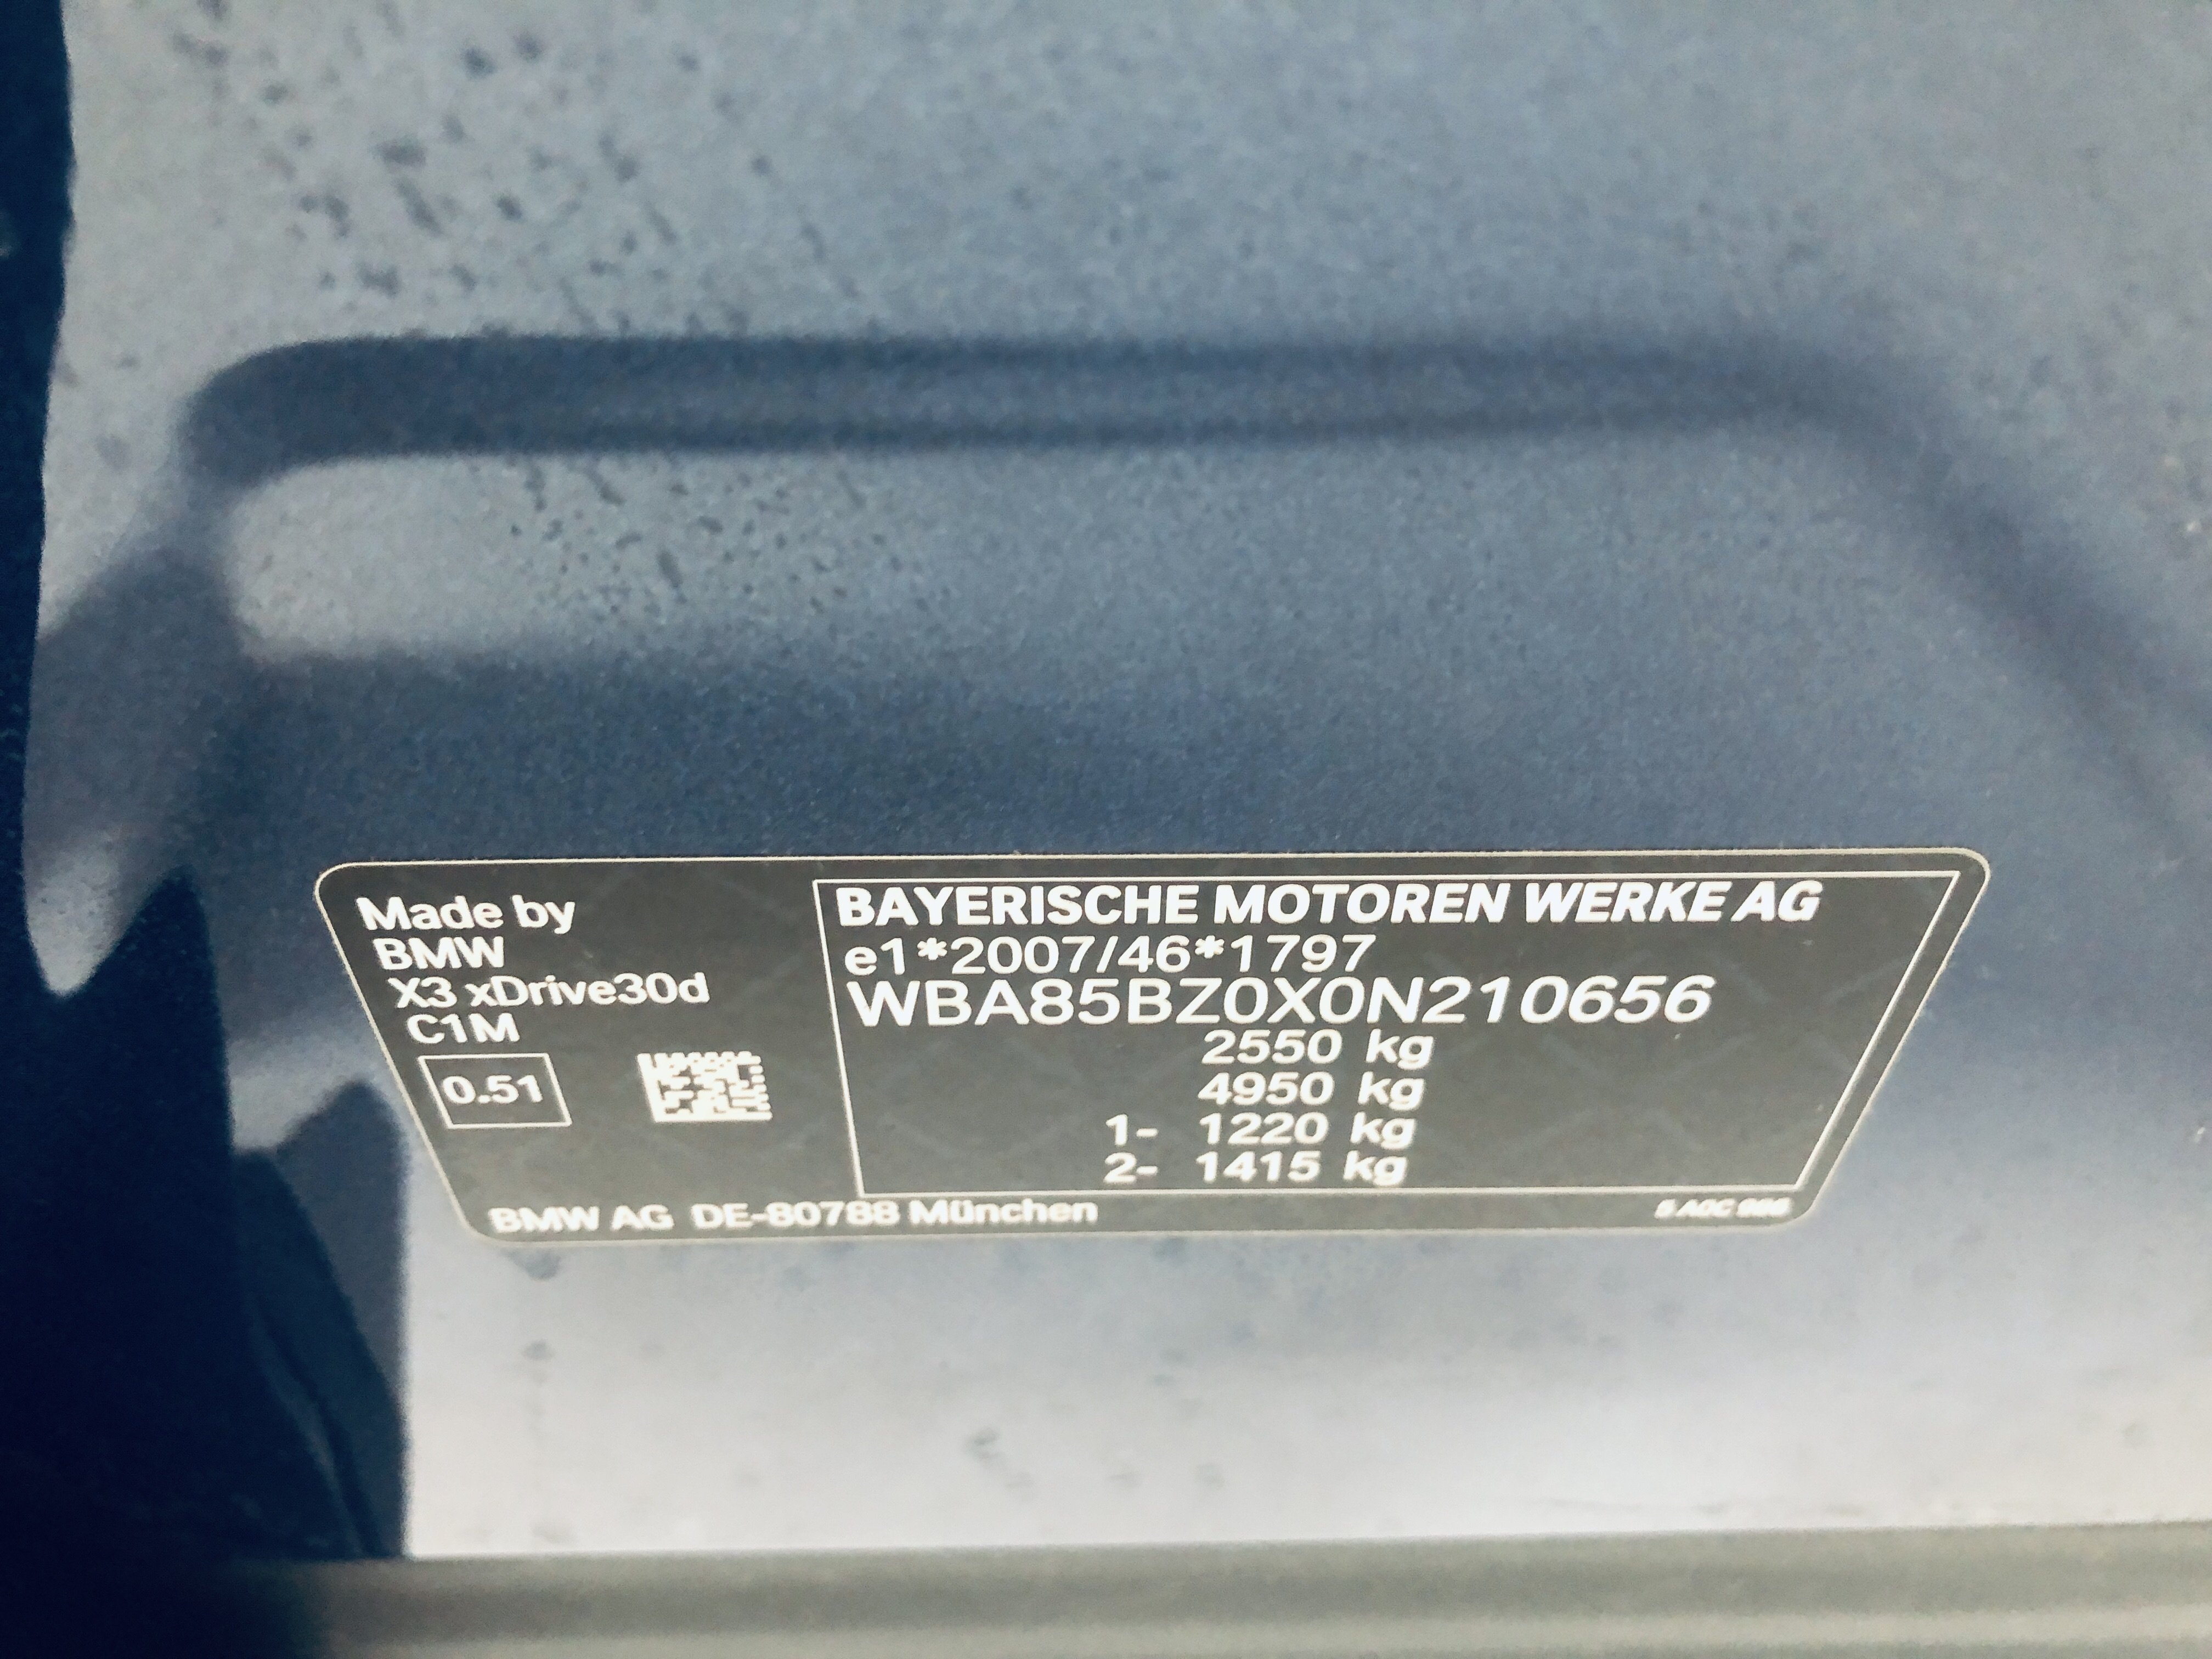 Made by
BMW
X3 xDrive30d
C1M
0.51
BAYERISCHE MOTOREN WERKE AG
e1*2007/46*1797
WBA85BZ0X0N210656
2550 kg
4950 kg
1- 1220 kg
2- 1415 kg
BMW AG DE-80788 München